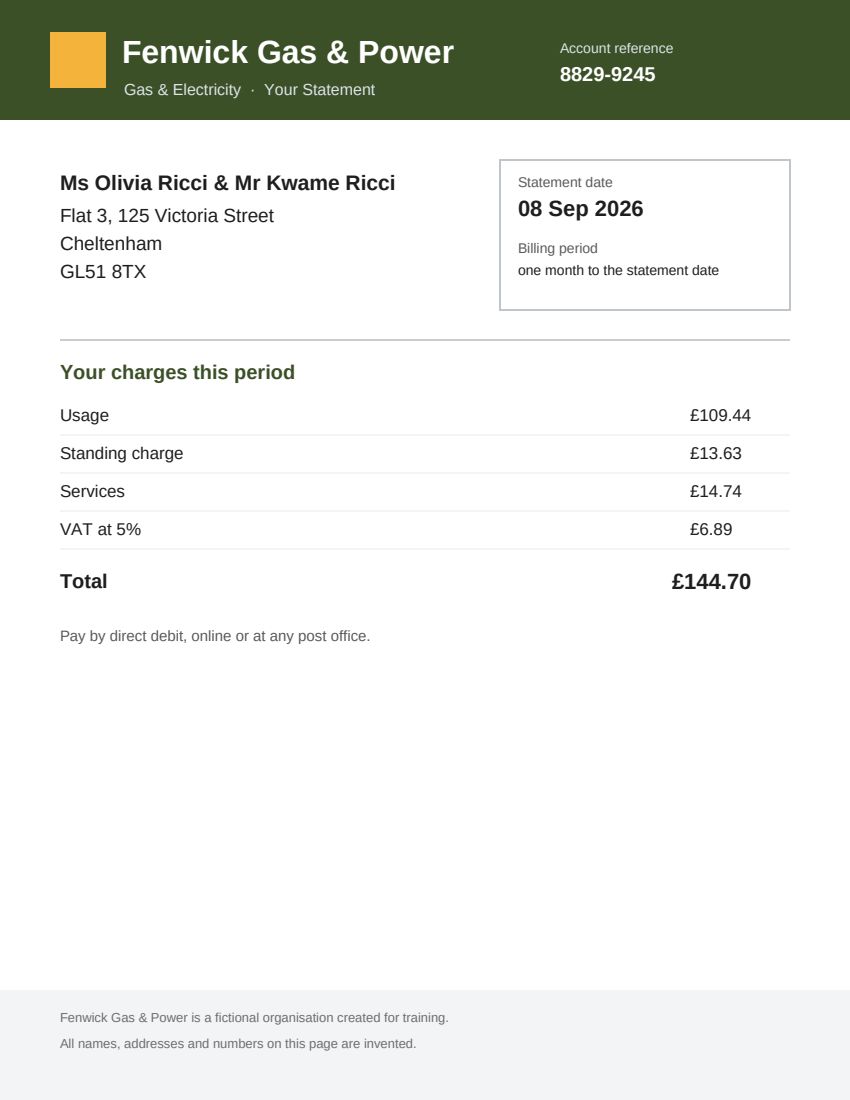 Fenwick Gas & Power
Gas & Electricity · Your Statement
Account reference
8829-9245
Ms Olivia Ricci & Mr Kwame Ricci
Flat 3, 125 Victoria Street
Cheltenham
GL51 8TX
Statement date
08 Sep 2026
Billing period
one month to the statement date
Your charges this period
Usage £109.44
Standing charge £13.63
Services £14.74
VAT at 5% £6.89
Total £144.70
Pay by direct debit, online or at any post office.
Fenwick Gas & Power is a fictional organisation created for training.
All names, addresses and numbers on this page are invented.